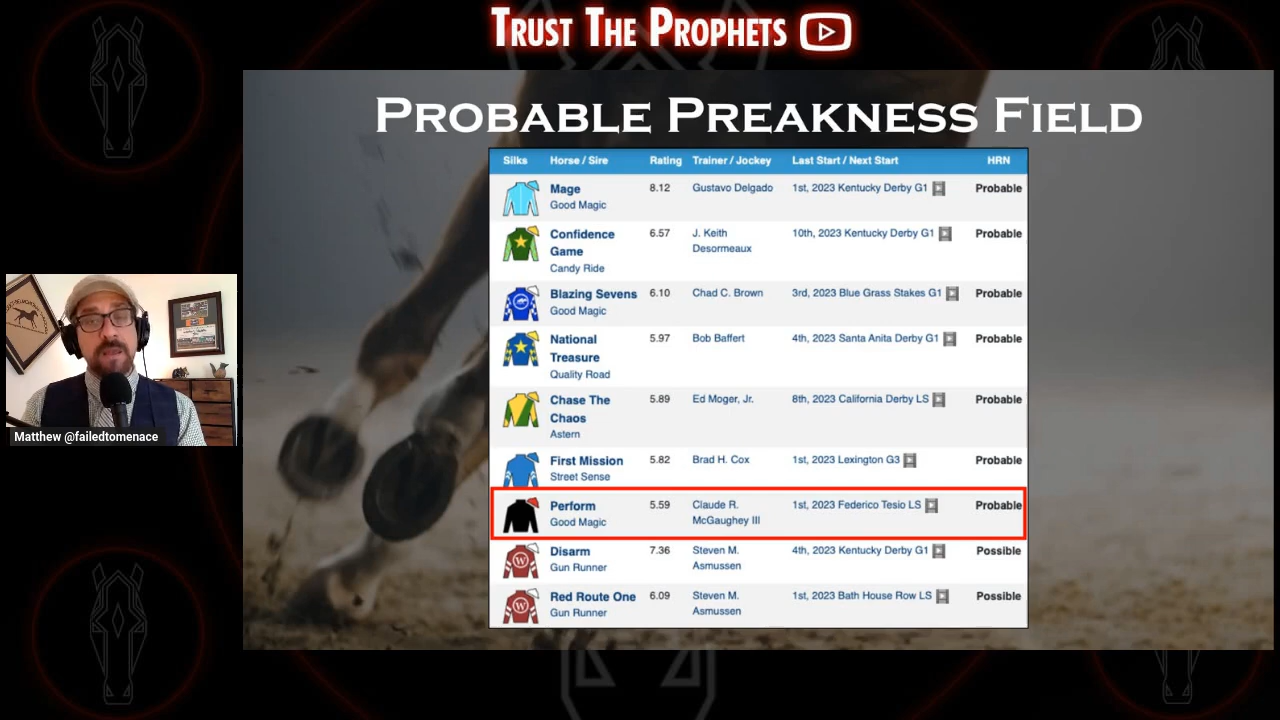 TRUST THE PROPHETS
PROBABLE PREAKNESS FIELD
Silks Horse / Sire Rating Trainer / Jockey Last Start / Next Start HRN
Mage 8.12 Gustavo Delgado 1st, 2023 Kentucky Derby G1 Probable
Good Magic
Confidence 6.57 J. Keith 10th, 2023 Kentucky Derby G1 Probable
Game Desormeaux
Candy Ride
Blazing Sevens 6.10 Chad C. Brown 3rd, 2023 Blue Grass Stakes G1 Probable
Good Magic
National 5.97 Bob Baffert 4th, 2023 Santa Anita Derby G1 Probable
Treasure
Quality Road
Chase The 5.89 Ed Moger, Jr. 8th, 2023 California Derby LS Probable
Chaos
Astern
First Mission 5.82 Brad H. Cox 1st, 2023 Lexington G3 Probable
Street Sense
Perform 5.59 Claude R. 1st, 2023 Federico Tesio LS Probable
Good Magic McGaughey III
Disarm 7.36 Steven M. 4th, 2023 Kentucky Derby G1 Possible
W Gun Runner Asmussen
Red Route One 6.09 Steven M. 1st, 2023 Bath House Row LS Possible
W Gun Runner Asmussen
Matthew @failedtomenace